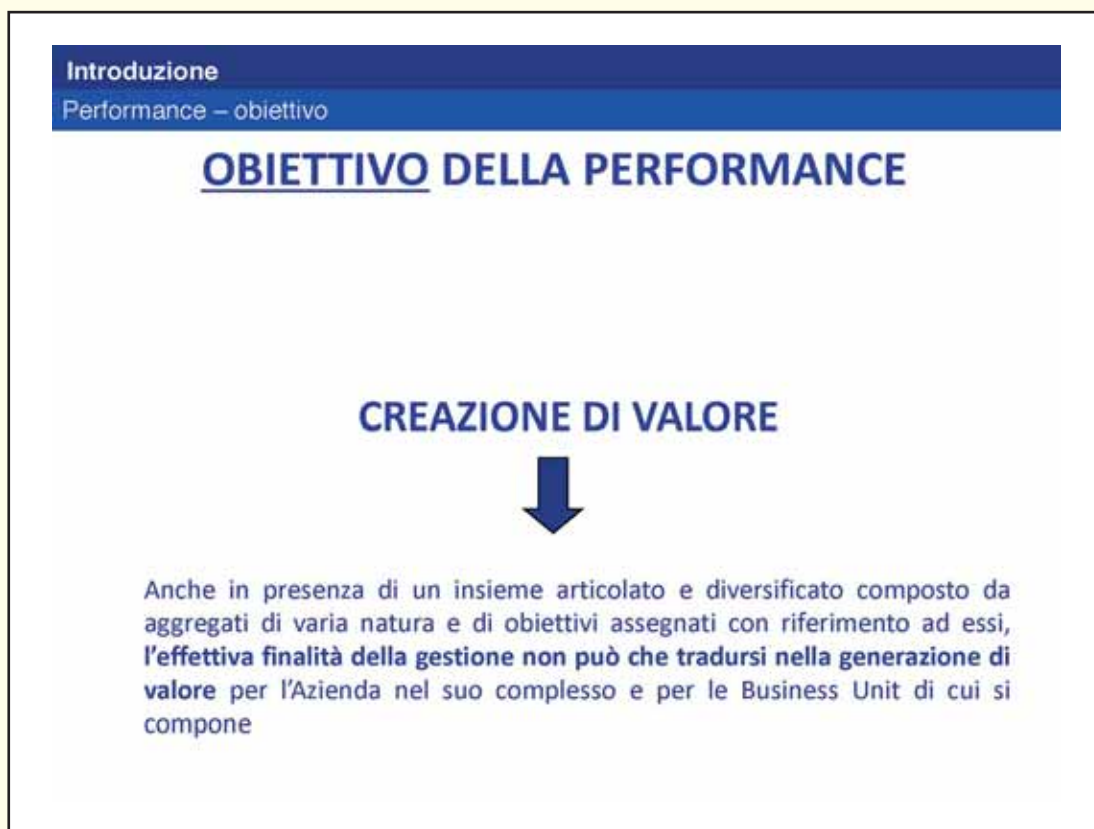 Introduzione
Performance – obiettivo
OBIETTIVO DELLA PERFORMANCE
CREAZIONE DI VALORE
Anche in presenza di un insieme articolato e diversificato composto da
aggregati di varia natura e di obiettivi assegnati con riferimento ad essi,
l'effettiva finalità della gestione non può che tradursi nella generazione di
valore per l'Azienda nel suo complesso e per le Business Unit di cui si
compone